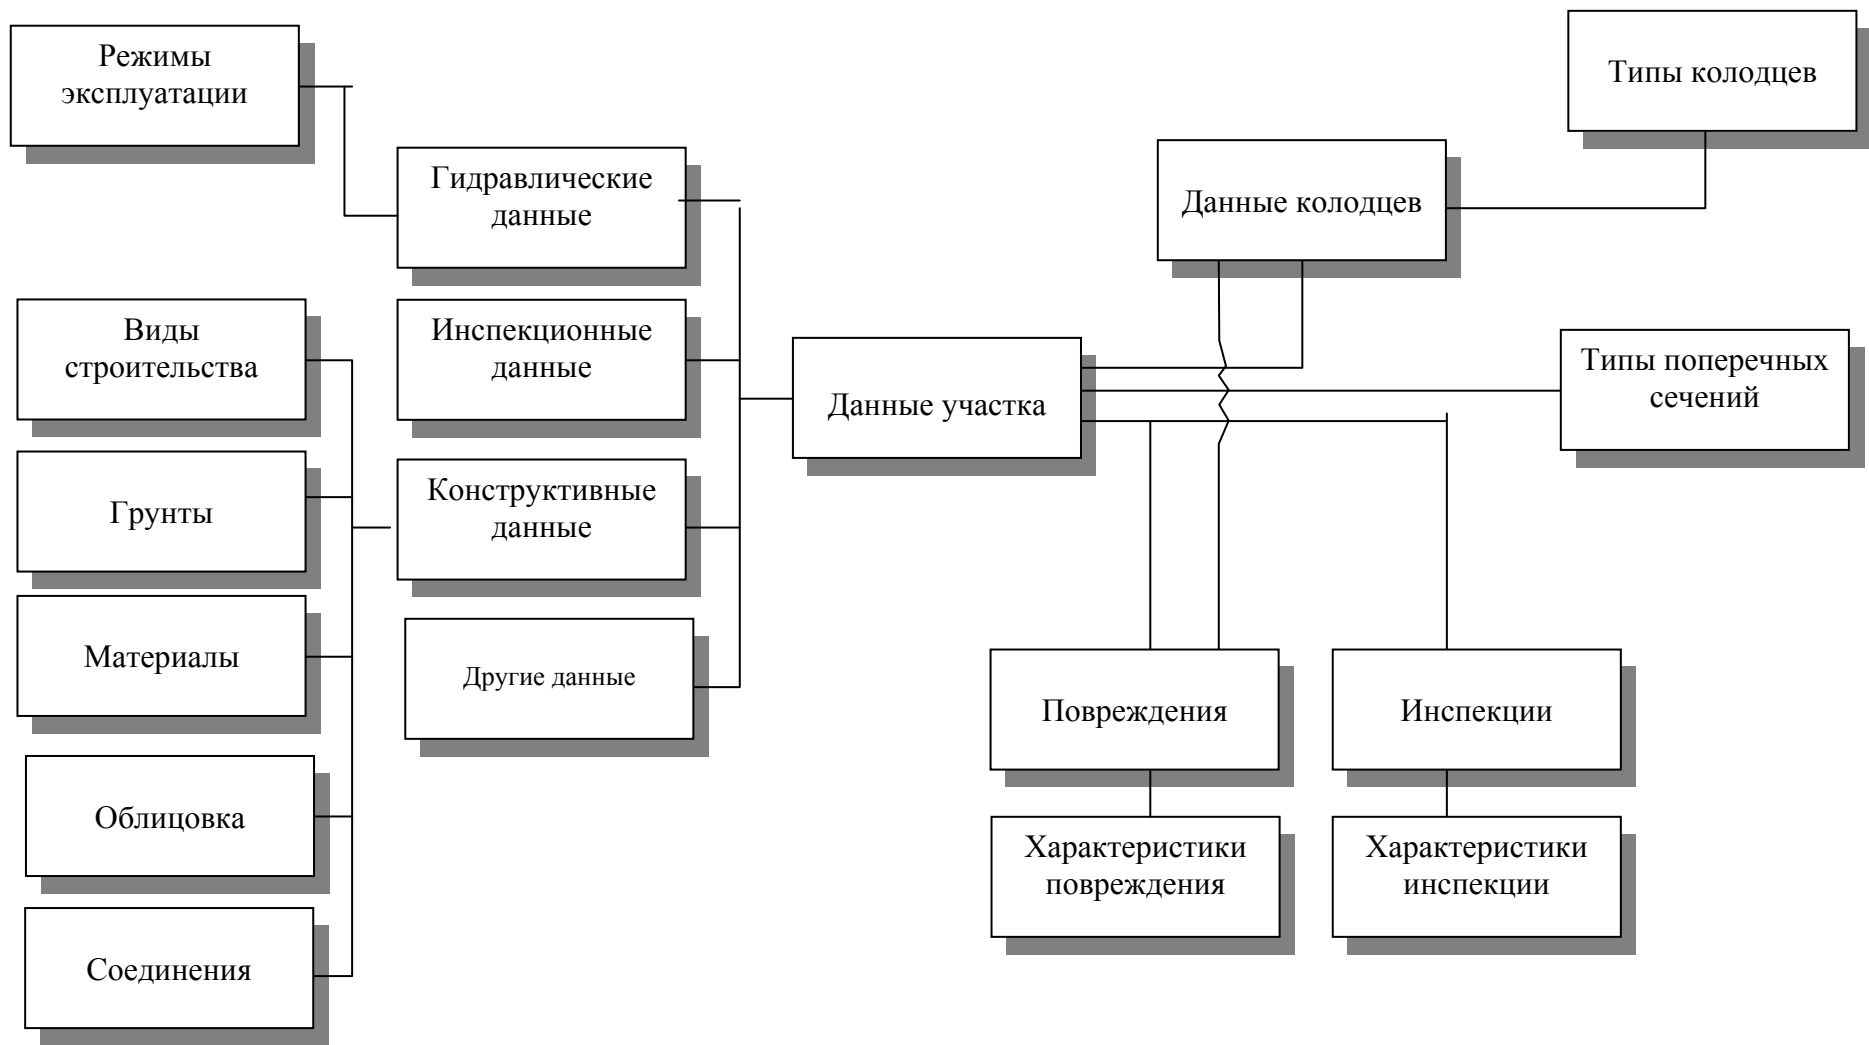 Режимы
эксплуатации
Типы колодцев
Гидравлические
данные
Данные колодцев
Виды
строительства
Инспекционные
данные
Данные участка
Типы поперечных
сечений
Грунты
Конструктивные
данные
Материалы
Другие данные
Повреждения
Инспекции
Облицовка
Характеристики
повреждения
Характеристики
инспекции
Соединения